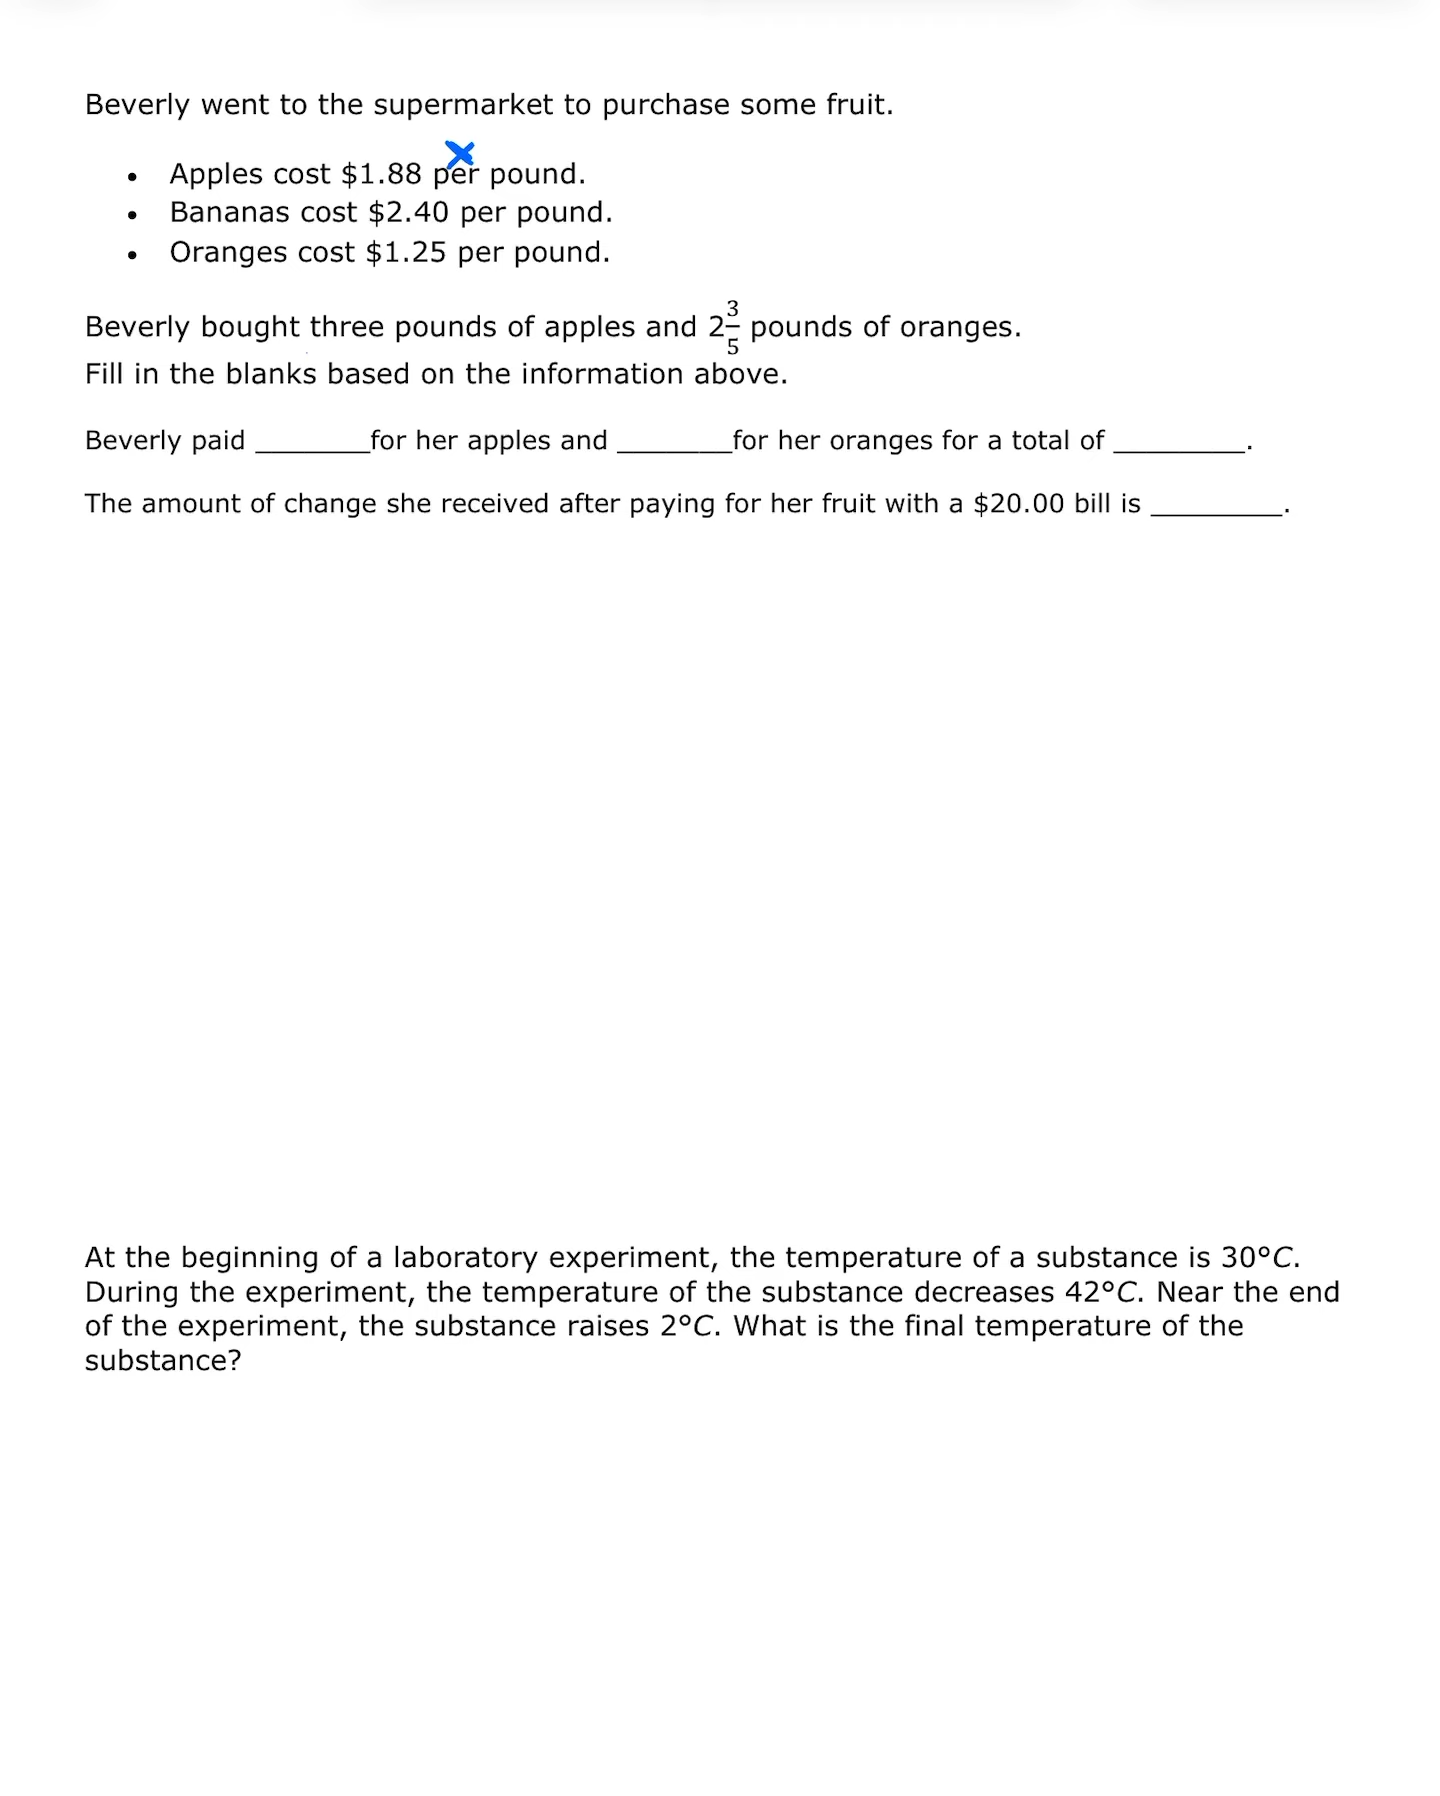 Beverly went to the supermarket to purchase some fruit.
• Apples cost $1.88 per pound.
• Bananas cost $2.40 per pound.
• Oranges cost $1.25 per pound.
Beverly bought three pounds of apples and 2 3/5 pounds of oranges.
Fill in the blanks based on the information above.
Beverly paid _______for her apples and _______for her oranges for a total of ________.
The amount of change she received after paying for her fruit with a $20.00 bill is ________.
At the beginning of a laboratory experiment, the temperature of a substance is 30°C.
During the experiment, the temperature of the substance decreases 42°C. Near the end
of the experiment, the substance raises 2°C. What is the final temperature of the
substance?